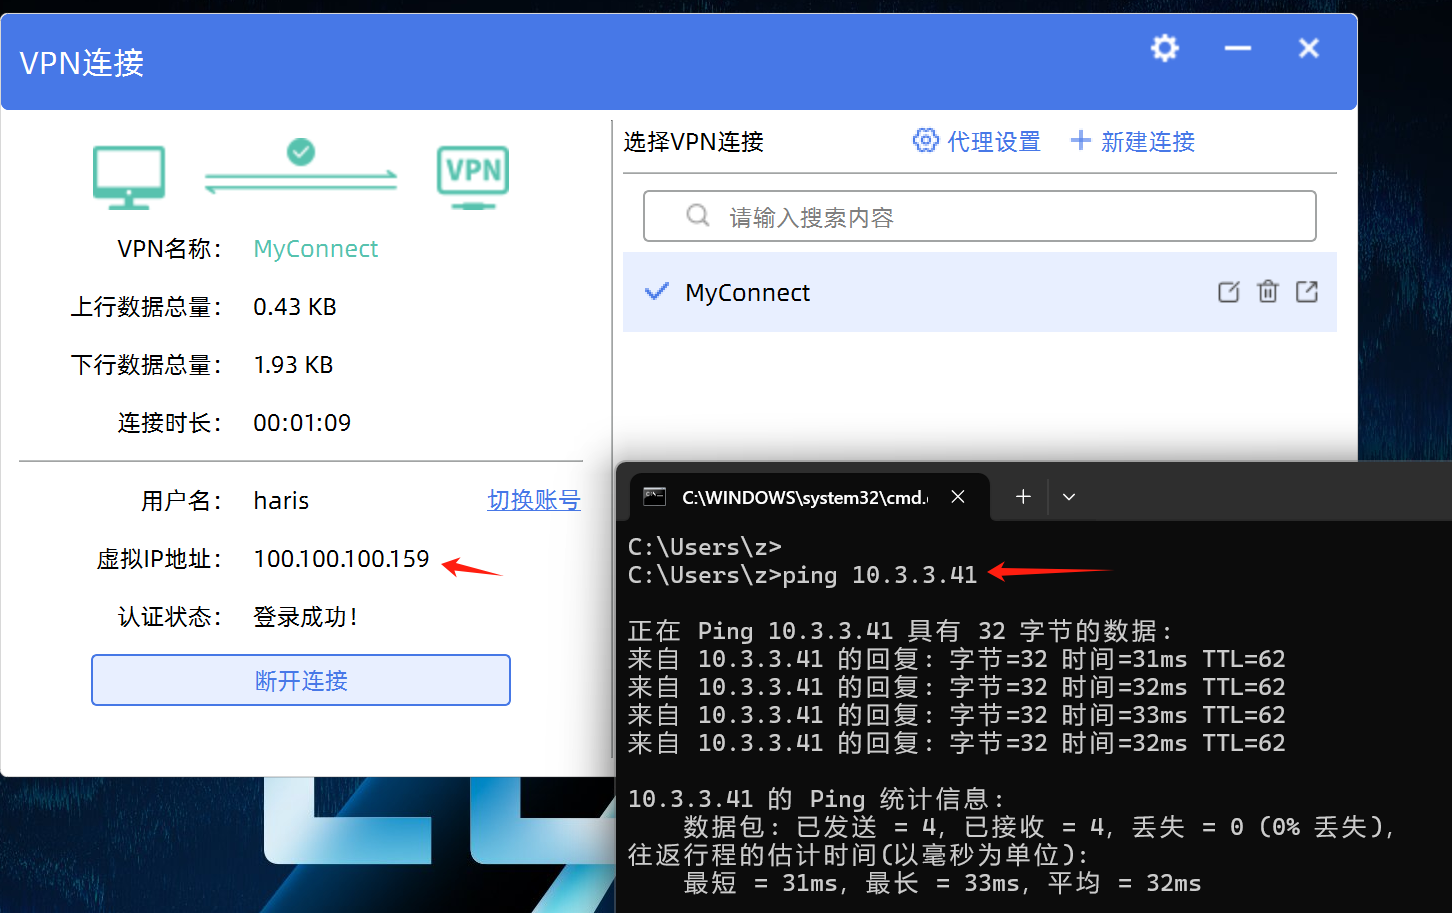 VPN连接
VPN
VPN名称： MyConnect
上行数据总量： 0.43 KB
下行数据总量： 1.93 KB
连接时长： 00:01:09
用户名： haris 切换账号
虚拟IP地址： 100.100.100.159
认证状态： 登录成功！
断开连接
选择VPN连接 代理设置 新建连接
请输入搜索内容
MyConnect
C:\WINDOWS\system32\cmd.
C:\Users\z>
C:\Users\z>ping 10.3.3.41
正在 Ping 10.3.3.41 具有 32 字节的数据:
来自 10.3.3.41 的回复: 字节=32 时间=31ms TTL=62
来自 10.3.3.41 的回复: 字节=32 时间=32ms TTL=62
来自 10.3.3.41 的回复: 字节=32 时间=33ms TTL=62
来自 10.3.3.41 的回复: 字节=32 时间=32ms TTL=62
10.3.3.41 的 Ping 统计信息:
数据包: 已发送 = 4, 已接收 = 4, 丢失 = 0 (0% 丢失),
往返行程的估计时间(以毫秒为单位):
最短 = 31ms, 最长 = 33ms, 平均 = 32ms